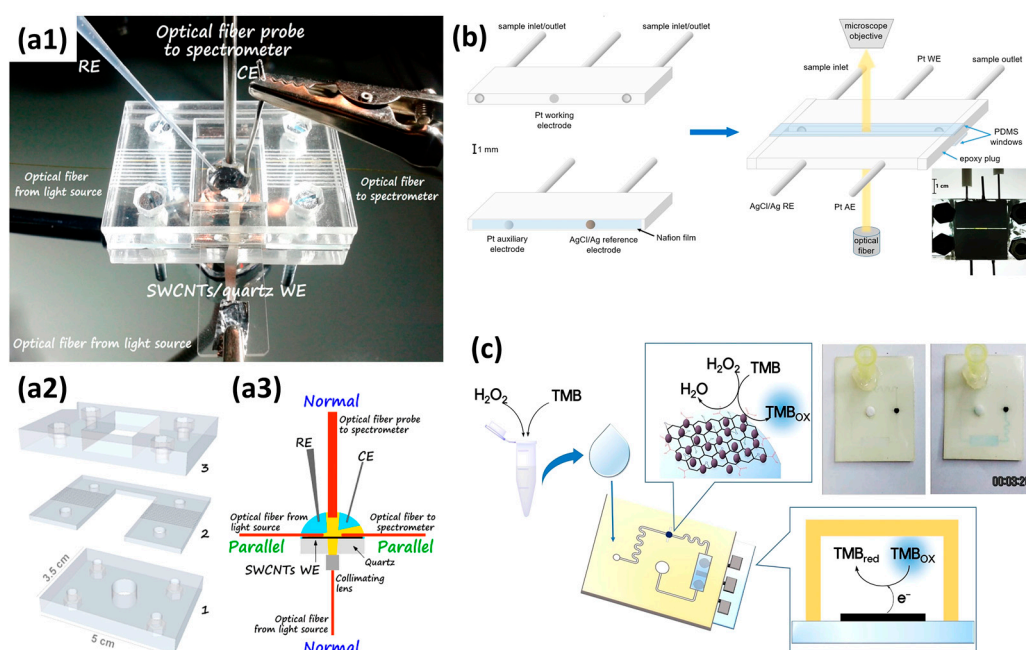 (a1)
Optical fiber probe
to spectrometer
RE
CE
Optical fiber
from light source
Optical fiber
to spectrometer
SWCNTs/quartz WE
Optical fiber from light source
(a2)
3
2
1
3.5 cm
5 cm
(a3)
Normal
Optical fiber probe
to spectrometer
RE
CE
Optical fiber from
light source
Optical fiber to
spectrometer
Parallel
Parallel
SWCNTs WE
Quartz
Collimating
lens
Optical fiber
from light source
Normal
(b)
sample inlet/outlet
sample inlet/outlet
Pt working
electrode
1 mm
Pt auxiliary
electrode
AgCl/Ag reference
electrode
Nafion film
microscope
objective
sample inlet
Pt WE
sample outlet
PDMS
windows
epoxy plug
AgCl/Ag RE
Pt AE
optical
fiber
1 cm
(c)
H2O2
TMB
H2O2
TMB
H2O
TMBOX
00:03:20
TMBred
TMBOX
e−